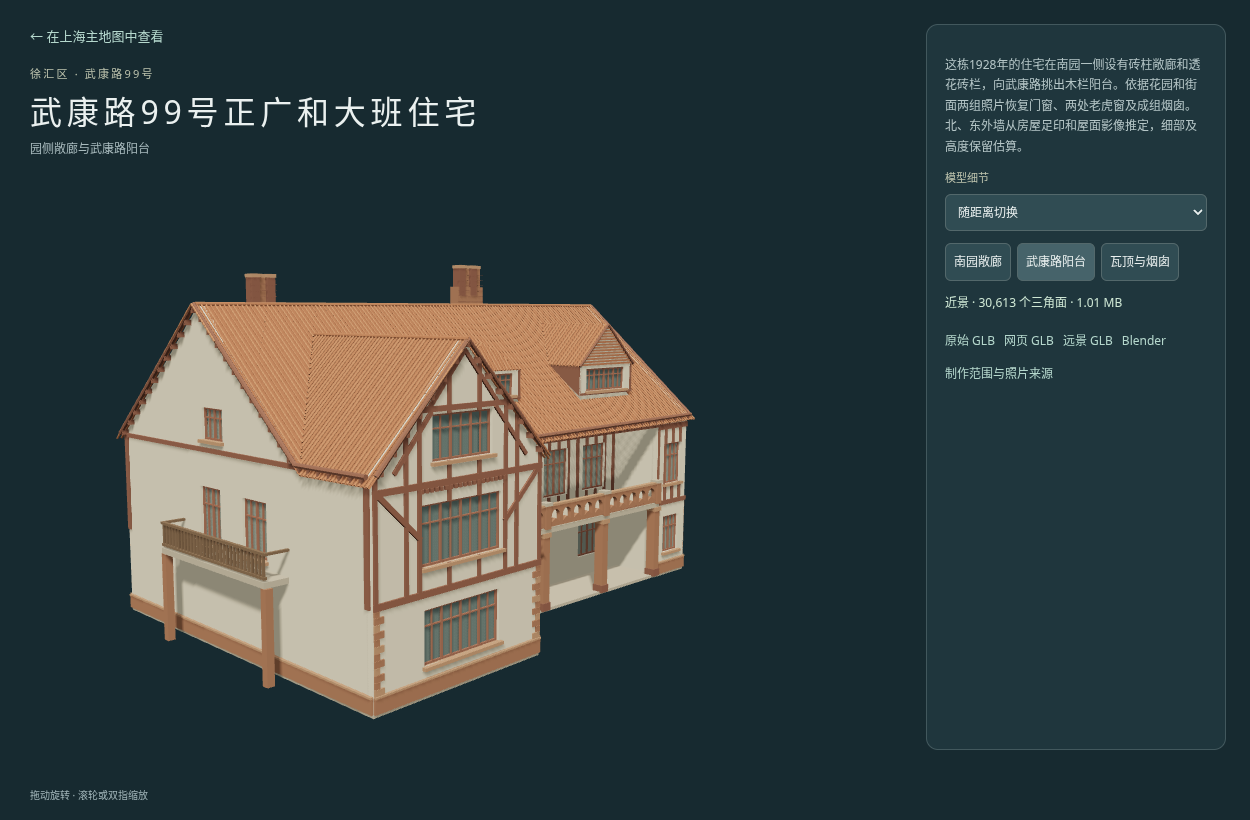 ← 在上海主地图中查看
徐汇区 · 武康路99号
武康路99号正广和大班住宅
园侧敞廊与武康路阳台
这栋1928年的住宅在南园一侧设有砖柱敞廊和透
花砖栏，向武康路挑出木栏阳台。依据花园和街
面两组照片恢复门窗、两处老虎窗及成组烟囱。
北、东外墙从房屋足印和屋面影像推定，细部及
高度保留估算。
模型细节
随距离切换
南园敞廊 武康路阳台 瓦顶与烟囱
近景 · 30,613 个三角面 · 1.01 MB
原始 GLB 网页 GLB 远景 GLB Blender
制作范围与照片来源
拖动旋转 · 滚轮或双指缩放